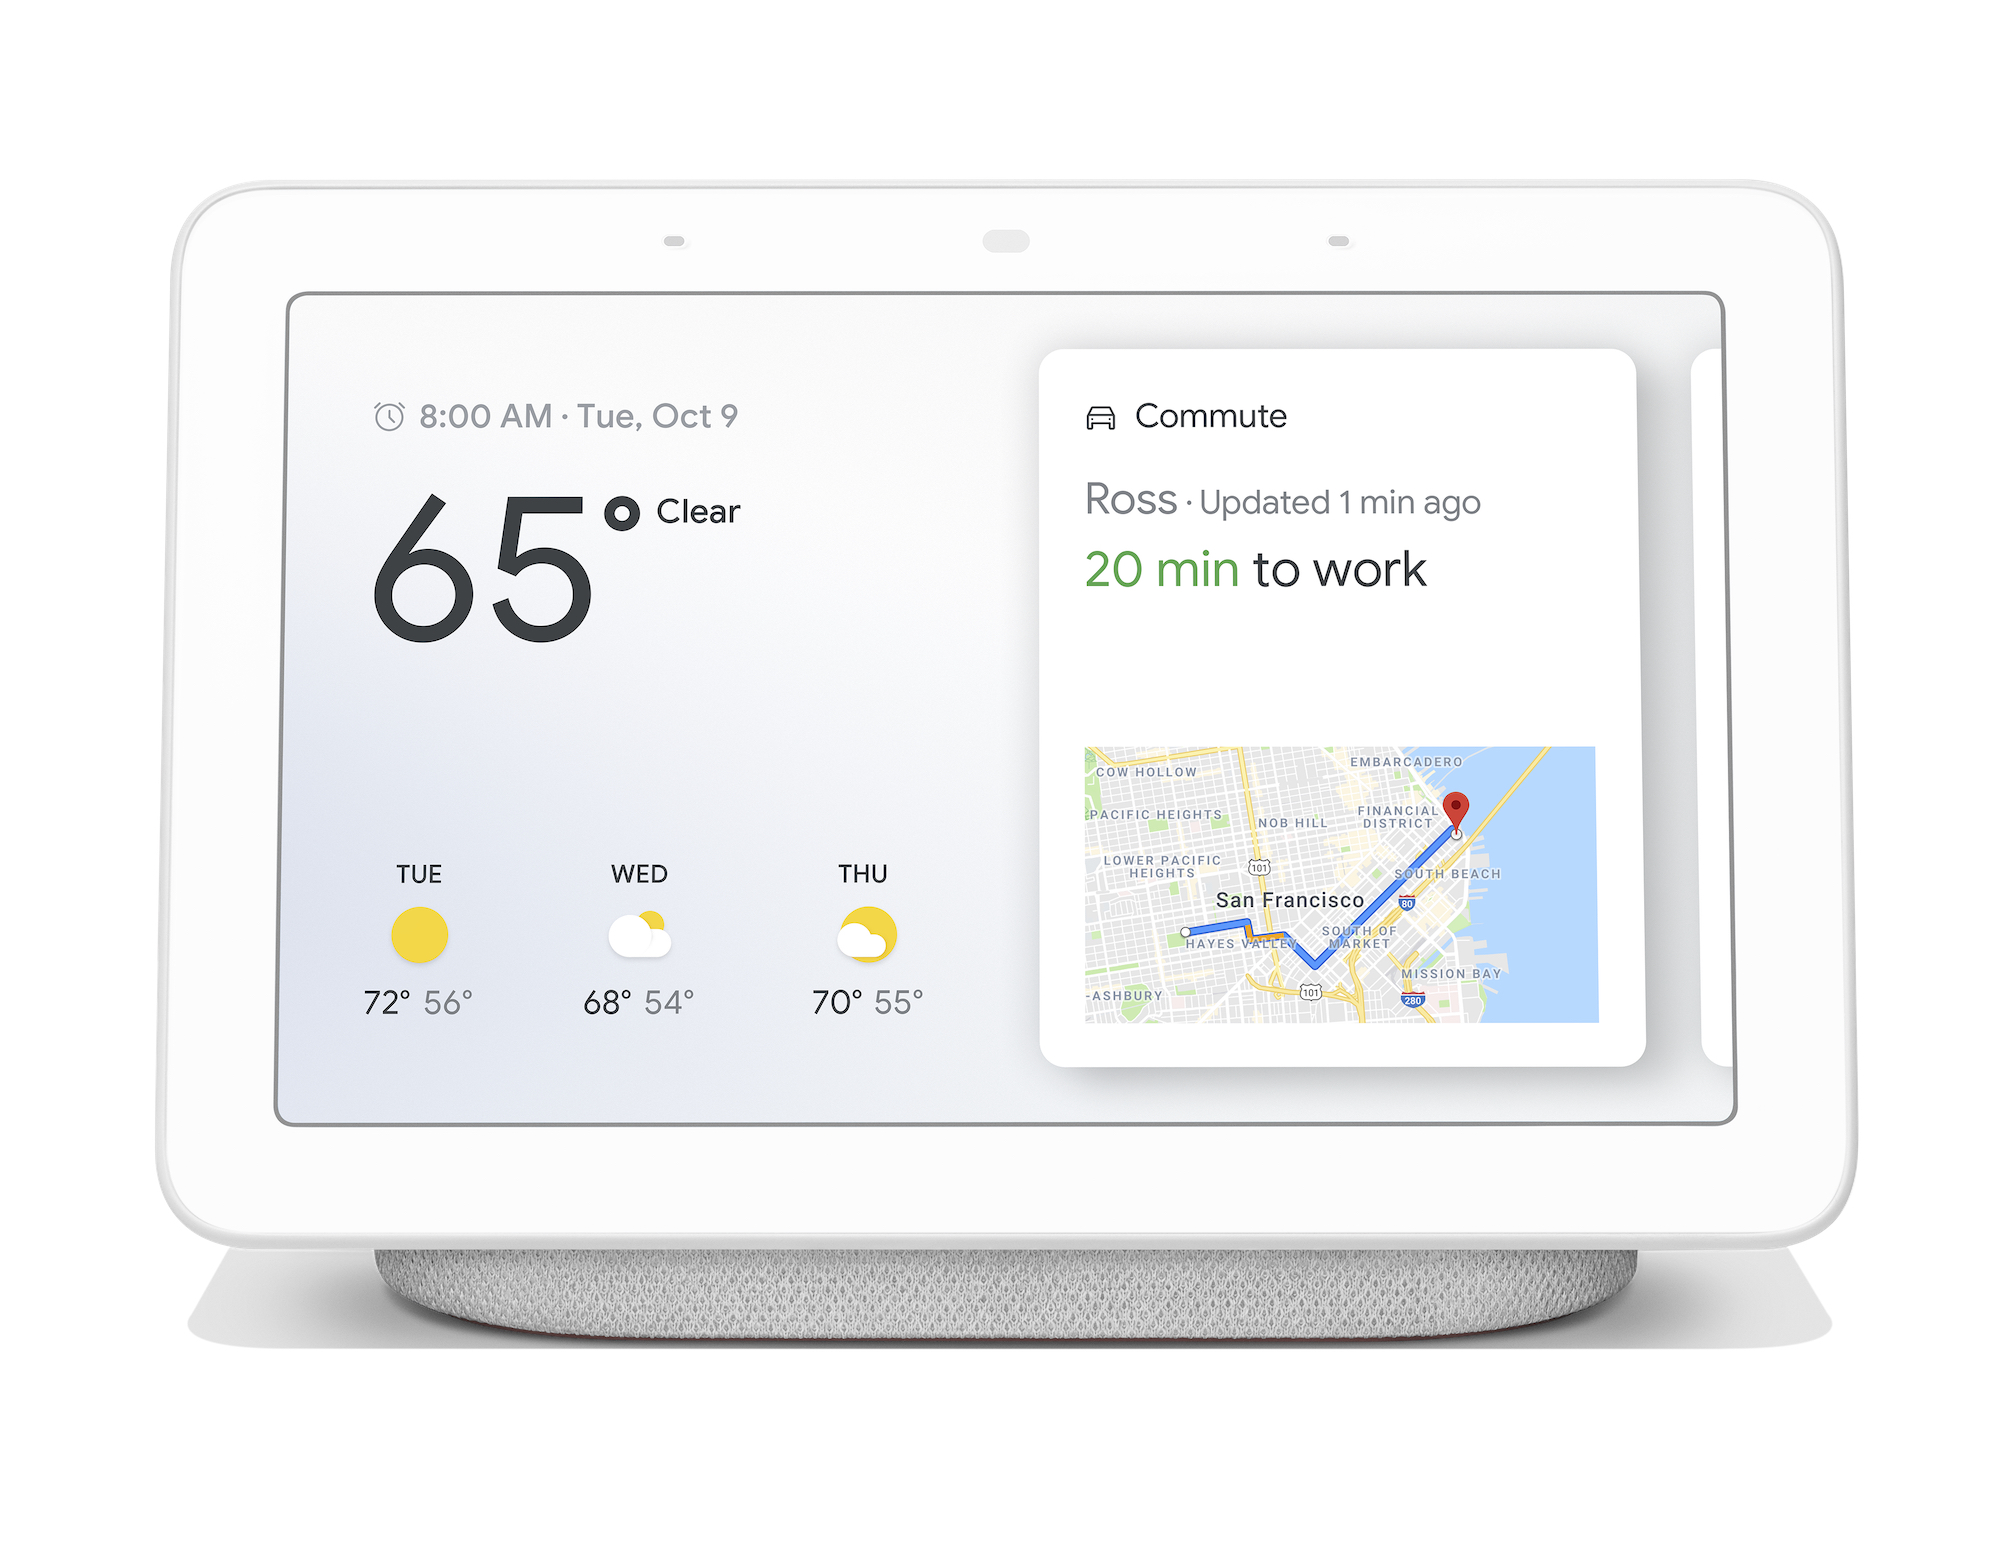 8:00 AM · Tue, Oct 9
65° Clear
TUE
72° 56°
WED
68° 54°
THU
70° 55°
Commute
Ross · Updated 1 min ago
20 min to work
COW HOLLOW
EMBARCADERO
PACIFIC HEIGHTS
NOB HILL
FINANCIAL
DISTRICT
LOWER PACIFIC
HEIGHTS
101
SOUTH BEACH
San Francisco
80
HAYES VALLEY
SOUTH OF
MARKET
MISSION BAY
-ASHBURY
101
280